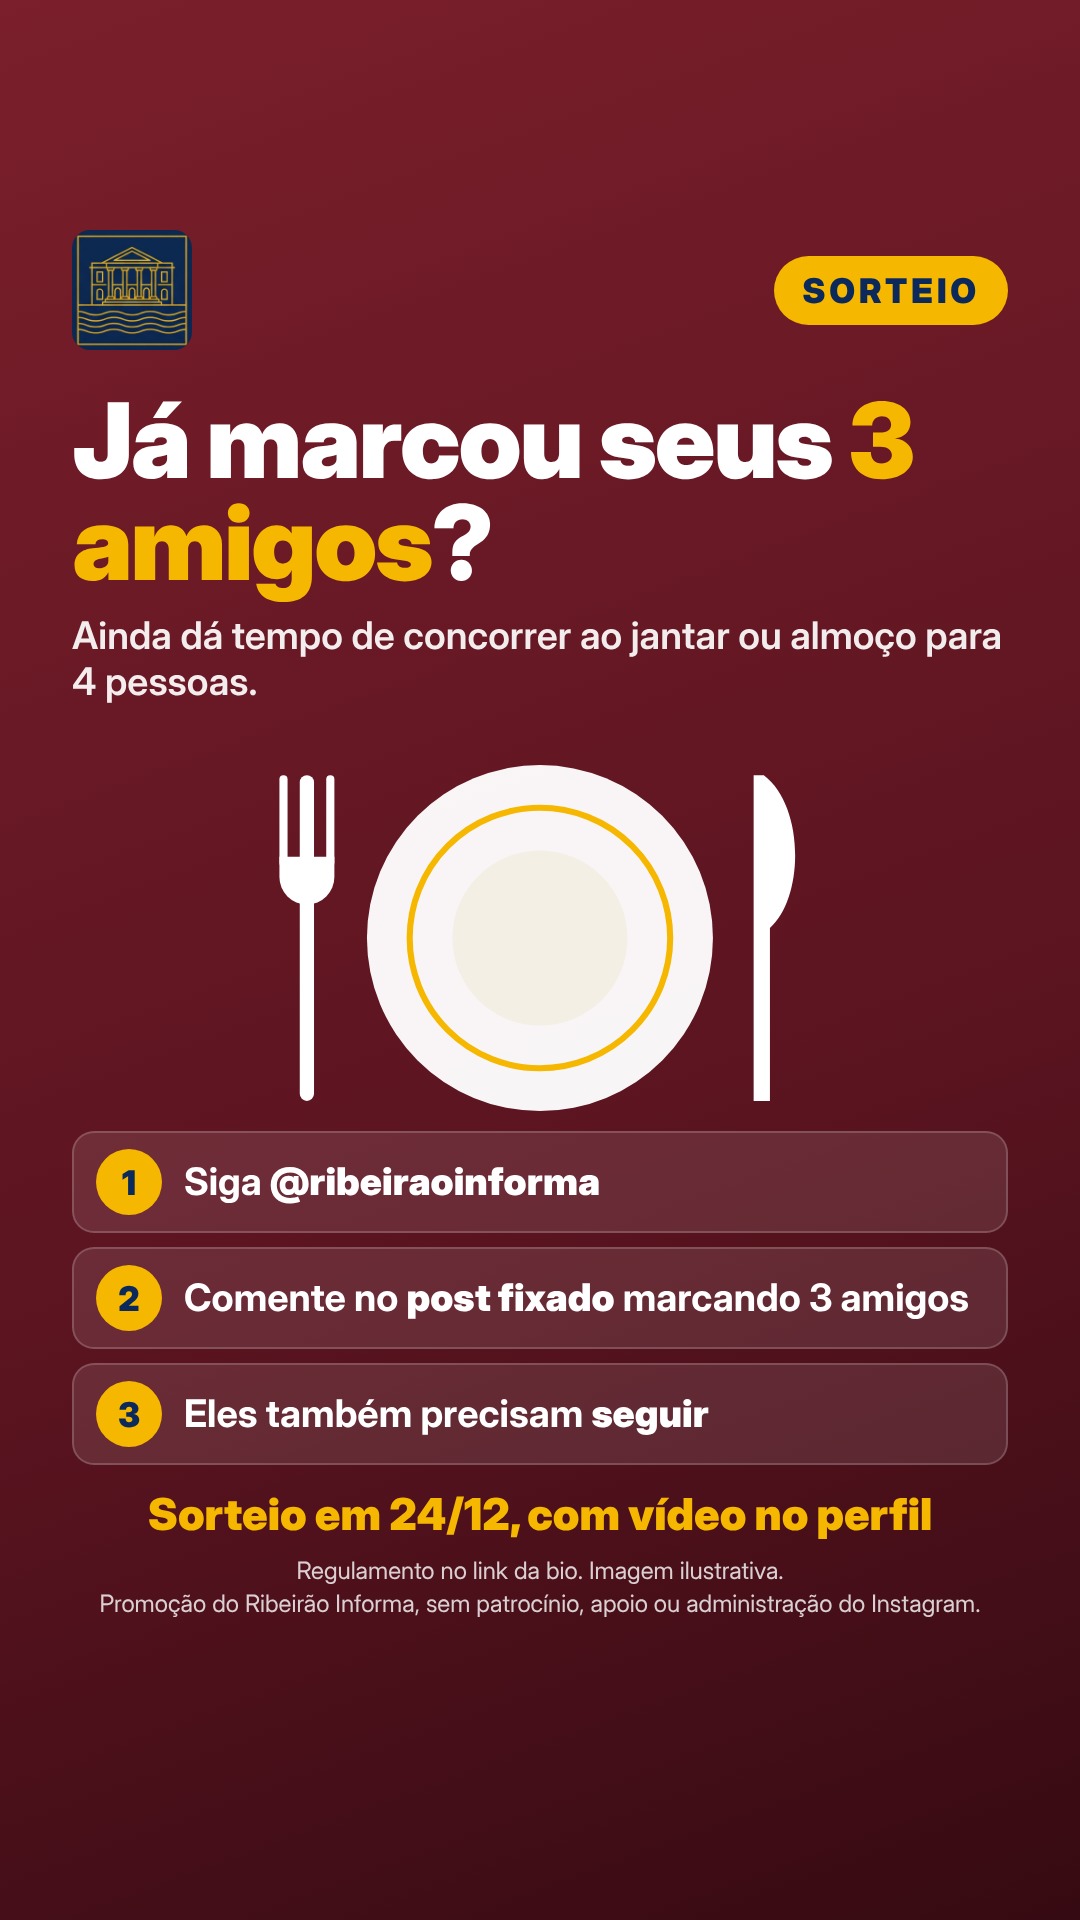 SORTEIO
Já marcou seus 3
amigos?
Ainda dá tempo de concorrer ao jantar ou almoço para
4 pessoas.
1 Siga @ribeiraoinforma
2 Comente no post fixado marcando 3 amigos
3 Eles também precisam seguir
Sorteio em 24/12, com vídeo no perfil
Regulamento no link da bio. Imagem ilustrativa.
Promoção do Ribeirão Informa, sem patrocínio, apoio ou administração do Instagram.